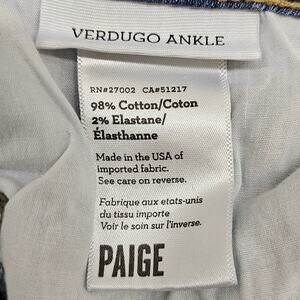 VERDUGO ANKLE
RN#27002 CA#51217
98% Cotton/Coton
2% Elastane/
Élasthanne
Made in the USA of
imported fabric.
See care on reverse.
Fabrique aux etats-unis
du tissu importe
Voir le soin sur l'inverse.
PAIGE